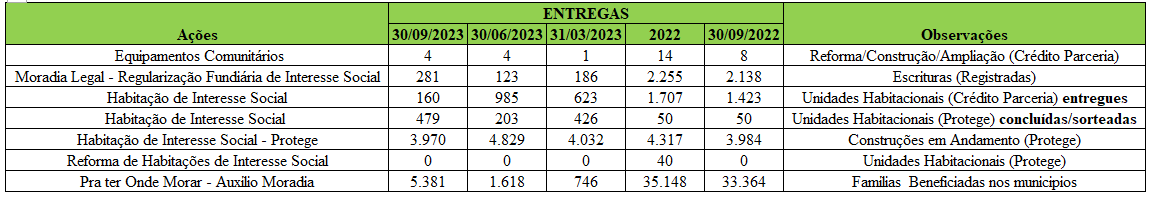 ENTREGAS
Ações 30/09/2023 30/06/2023 31/03/2023 2022 30/09/2022 Observações
Equipamentos Comunitários 4 4 1 14 8 Reforma/Construção/Ampliação (Crédito Parceria)
Moradia Legal - Regularização Fundiária de Interesse Social 281 123 186 2.255 2.138 Escrituras (Registradas)
Habitação de Interesse Social 160 985 623 1.707 1.423 Unidades Habitacionais (Crédito Parceria) entregues
Habitação de Interesse Social 479 203 426 50 50 Unidades Habitacionais (Protege) concluídas/sorteadas
Habitação de Interesse Social - Protege 3.970 4.829 4.032 4.317 3.984 Construções em Andamento (Protege)
Reforma de Habitações de Interesse Social 0 0 0 40 0 Unidades Habitacionais (Protege)
Pra ter Onde Morar - Auxilio Moradia 5.381 1.618 746 35.148 33.364 Familias Beneficiadas nos municipios